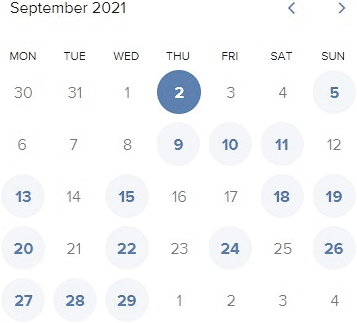 September 2021
MON TUE WED THU FRI SAT SUN
30 31 1 2 3 4 5
6 7 8 9 10 11 12
13 14 15 16 17 18 19
20 21 22 23 24 25 26
27 28 29 1 2 3 4